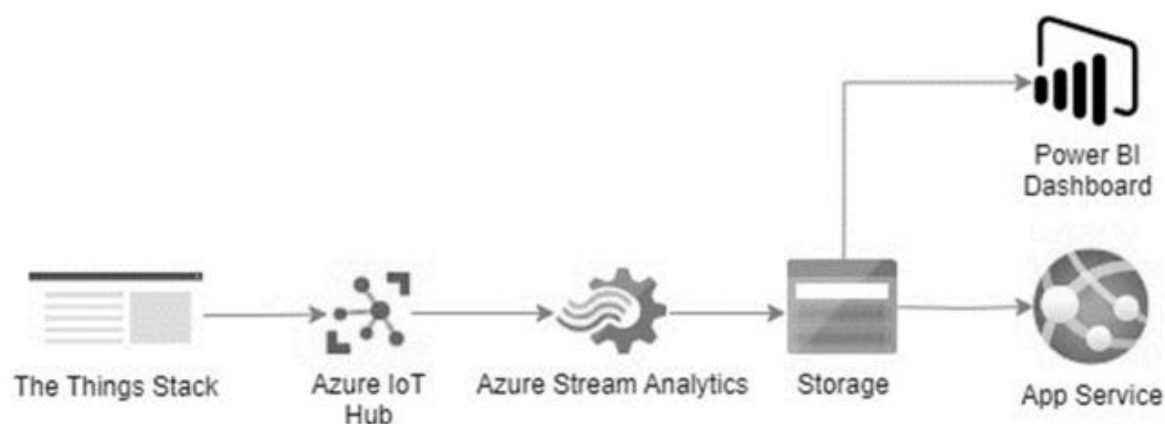 Power BI
Dashboard
The Things Stack
Azure IoT
Hub
Azure Stream Analytics
Storage
App Service